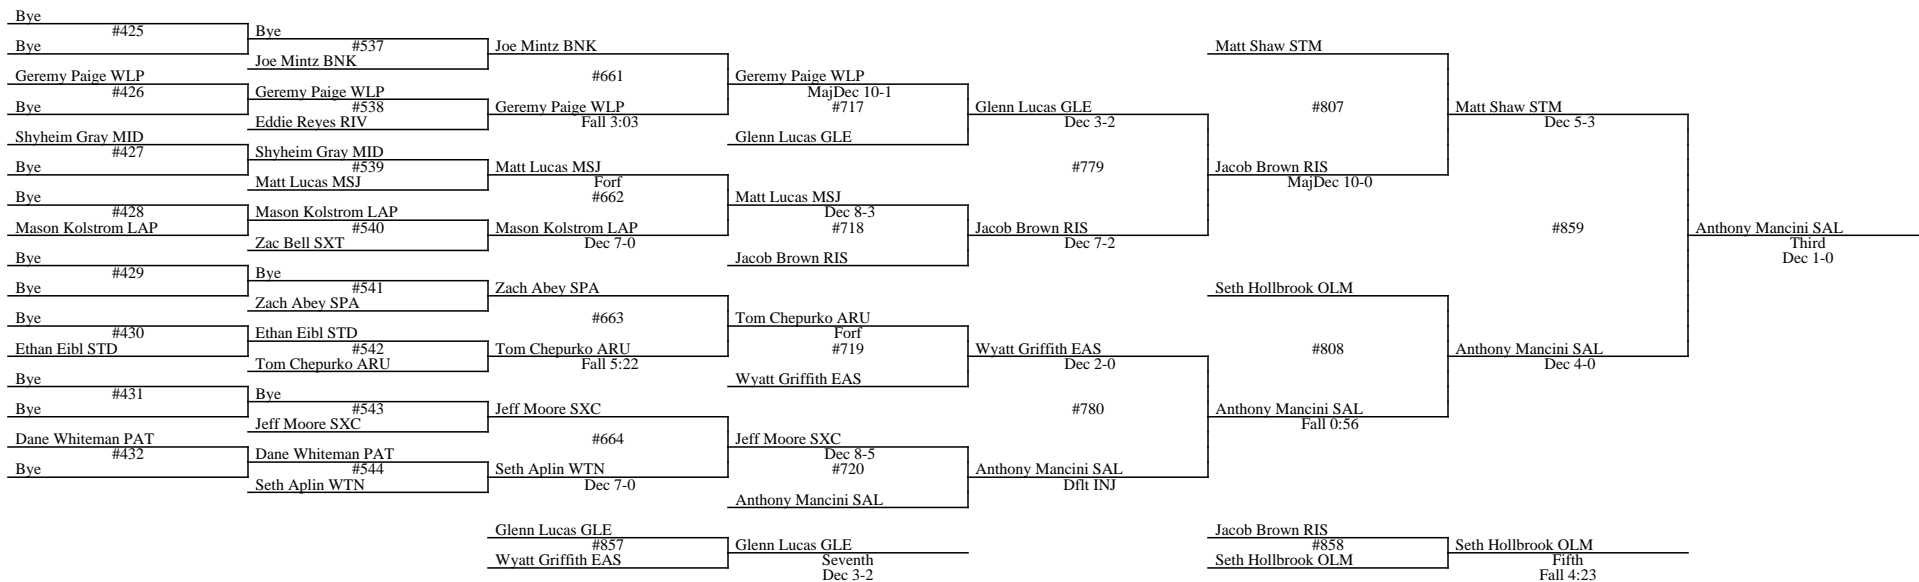 Bye
#425
Bye
Geremy Paige WLP
#426
Bye
Shyheim Gray MID
#427
Bye
Bye
#428
Mason Kolstrom LAP
Bye
#429
Bye
Bye
#430
Ethan Eibl STD
Bye
#431
Bye
Dane Whiteman PAT
#432
Bye
Bye
#537
Joe Mintz BNK
Geremy Paige WLP
#538
Eddie Reyes RIV
Shyheim Gray MID
#539
Matt Lucas MSJ
Mason Kolstrom LAP
#540
Zac Bell SXT
Bye
#541
Zach Abey SPA
Ethan Eibl STD
#542
Tom Chepurko ARU
Bye
#543
Jeff Moore SXC
Dane Whiteman PAT
#544
Seth Aplin WTN
Joe Mintz BNK
#661
Geremy Paige WLP
Fall 3:03
Matt Lucas MSJ
Forf
#662
Mason Kolstrom LAP
Dec 7-0
Zach Abey SPA
#663
Tom Chepurko ARU
Fall 5:22
Jeff Moore SXC
#664
Seth Aplin WTN
Dec 7-0
Geremy Paige WLP
MajDec 10-1
#717
Glenn Lucas GLE
Matt Lucas MSJ
Dec 8-3
#718
Jacob Brown RIS
Tom Chepurko ARU
Forf
#719
Wyatt Griffith EAS
Jeff Moore SXC
Dec 8-5
#720
Anthony Mancini SAL
Glenn Lucas GLE
Dec 3-2
#779
Jacob Brown RIS
Dec 7-2
Wyatt Griffith EAS
Dec 2-0
#780
Anthony Mancini SAL
Dflt INJ
Matt Shaw STM
#807
Jacob Brown RIS
MajDec 10-0
Seth Hollbrook OLM
#808
Anthony Mancini SAL
Fall 0:56
Matt Shaw STM
Dec 5-3
#859
Anthony Mancini SAL
Dec 4-0
Anthony Mancini SAL
Third
Dec 1-0
Glenn Lucas GLE
#857
Wyatt Griffith EAS
Glenn Lucas GLE
Seventh
Dec 3-2
Jacob Brown RIS
#858
Seth Hollbrook OLM
Seth Hollbrook OLM
Fifth
Fall 4:23